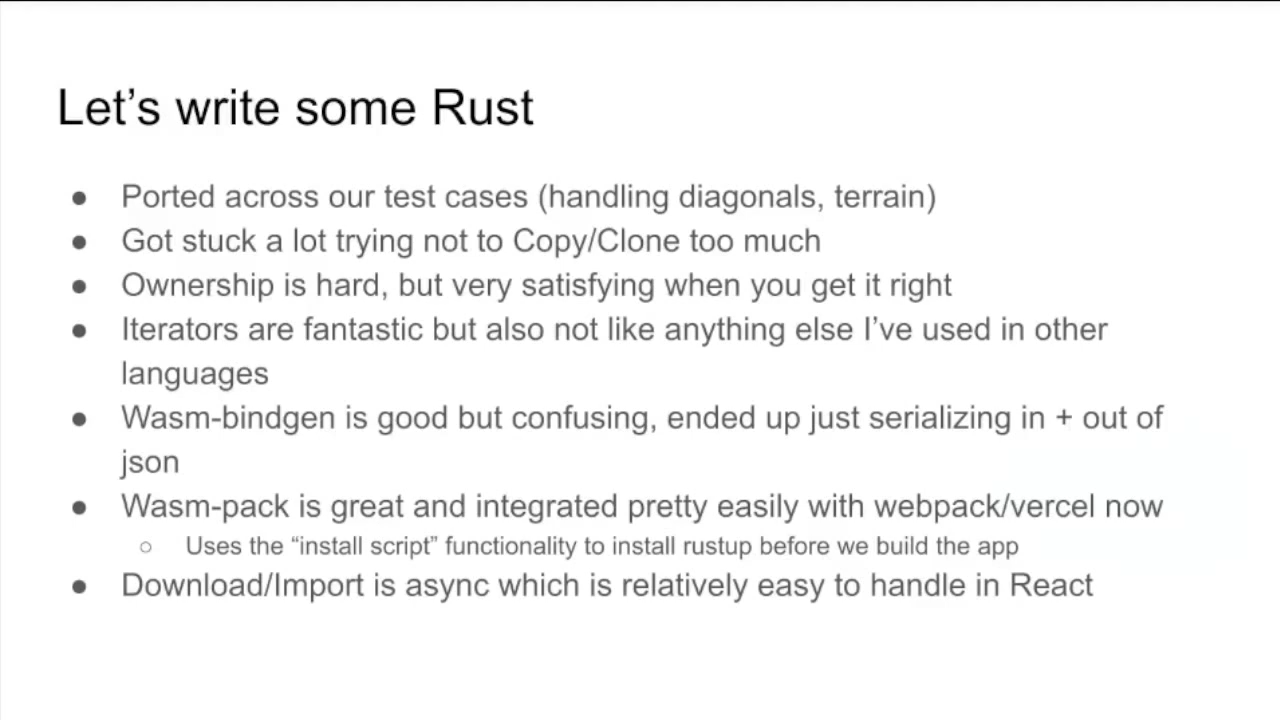 Let’s write some Rust
● Ported across our test cases (handling diagonals, terrain)
● Got stuck a lot trying not to Copy/Clone too much
● Ownership is hard, but very satisfying when you get it right
● Iterators are fantastic but also not like anything else I’ve used in other
languages
● Wasm-bindgen is good but confusing, ended up just serializing in + out of
json
● Wasm-pack is great and integrated pretty easily with webpack/vercel now
○ Uses the “install script” functionality to install rustup before we build the app
● Download/Import is async which is relatively easy to handle in React